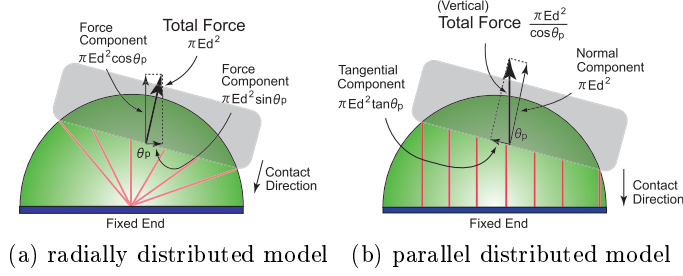 Force
Component
πEd²cosθp
Total Force
πEd²
Force
Component
πEd²sinθp
θp
Contact
Direction
Fixed End
(a) radially distributed model
(Vertical)
Total Force πEd²/cosθp
Normal
Component
πEd²
Tangential
Component
πEd²tanθp
θp
Contact
Direction
Fixed End
(b) parallel distributed model